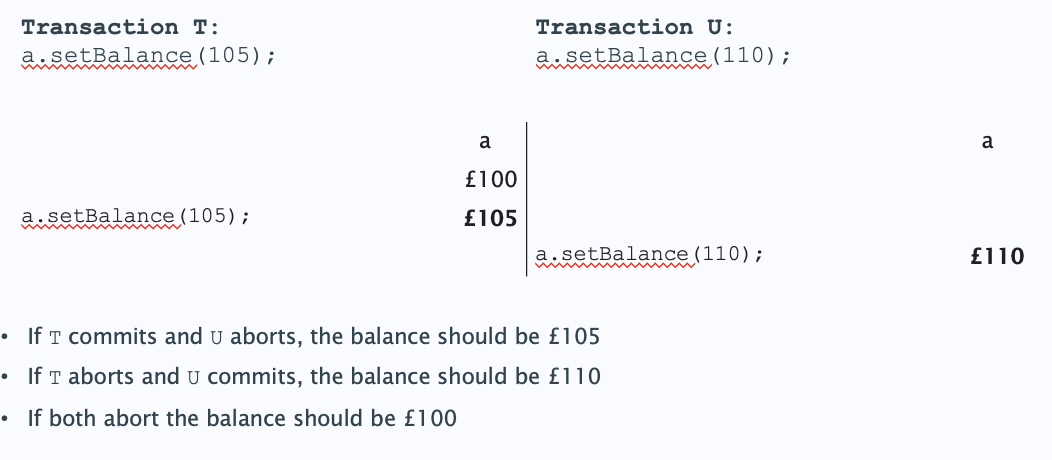 Transaction T: Transaction U:
a.setBalance(105); a.setBalance(110);
a a
£100
a.setBalance(105); £105
a.setBalance(110); £110
• If T commits and U aborts, the balance should be £105
• If T aborts and U commits, the balance should be £110
• If both abort the balance should be £100